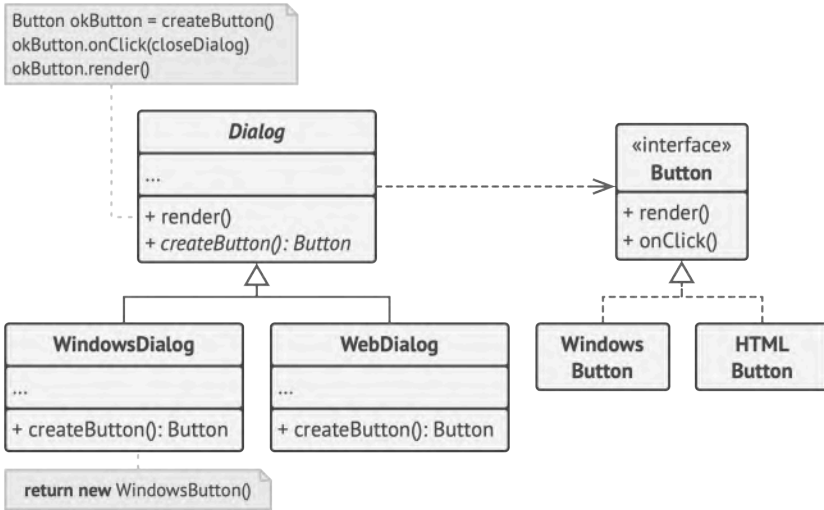 Button okButton = createButton()
okButton.onClick(closeDialog)
okButton.render()
Dialog
...
+ render()
+ createButton(): Button
«interface»
Button
+ render()
+ onClick()
WindowsDialog
...
+ createButton(): Button
WebDialog
...
+ createButton(): Button
Windows
Button
HTML
Button
return new WindowsButton()